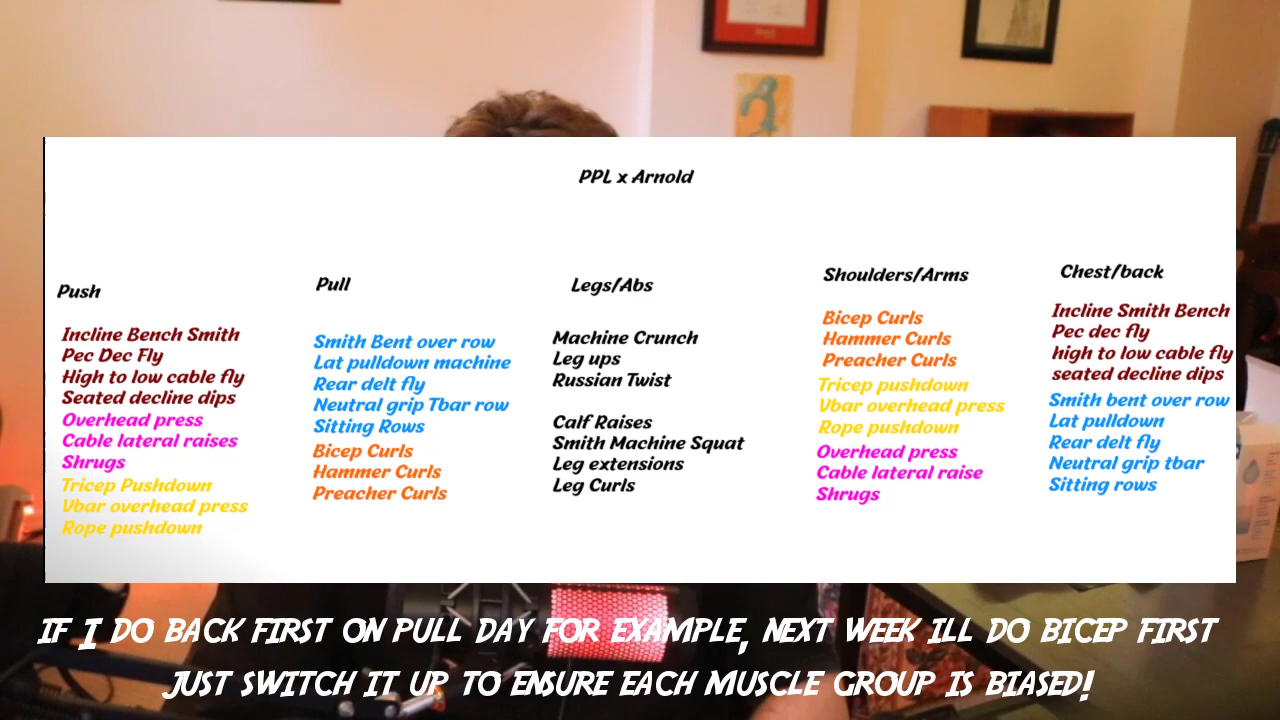 PPL x Arnold
Push
Incline Bench Smith
Pec Dec Fly
High to low cable fly
Seated decline dips
Overhead press
Cable lateral raises
Shrugs
Tricep Pushdown
Vbar overhead press
Rope pushdown
Pull
Smith Bent over row
Lat pulldown machine
Rear delt fly
Neutral grip Tbar row
Sitting Rows
Bicep Curls
Hammer Curls
Preacher Curls
Legs/Abs
Machine Crunch
Leg ups
Russian Twist
Calf Raises
Smith Machine Squat
Leg extensions
Leg Curls
Shoulders/Arms
Bicep Curls
Hammer Curls
Preacher Curls
Tricep pushdown
Vbar overhead press
Rope pushdown
Overhead press
Cable lateral raise
Shrugs
Chest/back
Incline Smith Bench
Pec dec fly
high to low cable fly
seated decline dips
Smith bent over row
Lat pulldown
Rear delt fly
Neutral grip tbar
Sitting rows
IF I DO BACK FIRST ON PULL DAY FOR EXAMPLE, NEXT WEEK ILL DO BICEP FIRST
JUST SWITCH IT UP TO ENSURE EACH MUSCLE GROUP IS BIASED!